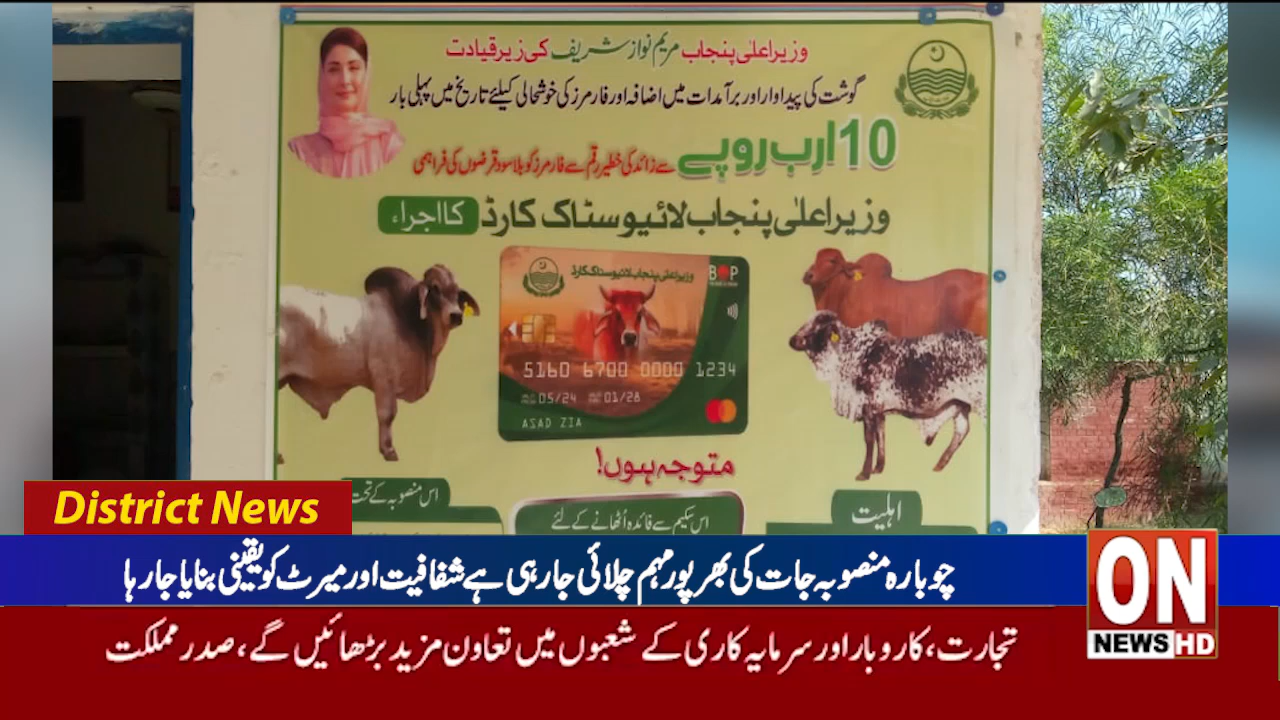 وزیراعلیٰ پنجاب مریم نواز شریف کی زیر قیادت
گوشت کی پیداوار اور برآمدات میں اضافہ اور فارمرز کی خوشحالی کیلئے تاریخ میں پہلی بار
10 ارب روپے سے زائد کی خطیر رقم سے فارمرز کو بلاسود قرضوں کی فراہمی
وزیراعلیٰ پنجاب لائیوسٹاک کارڈ کا اجراء
وزیراعلیٰ پنجاب لائیوسٹاک کارڈ
BOP
5160 6700 0000 1234
05/24 01/28
ASAD ZIA
متوجہ ہوں!
اس منصوبہ کے تحت
اس سکیم سے فائدہ اُٹھانے کے لئے
اہلیت
District News
چوبارہ منصوبہ جات کی بھرپور مہم چلائی جارہی ہے شفافیت اور میرٹ کو یقینی بنایا جارہا
تجارت، کاروبار اور سرمایہ کاری کے شعبوں میں تعاون مزید بڑھائیں گے، صدر مملکت
ON
NEWS HD